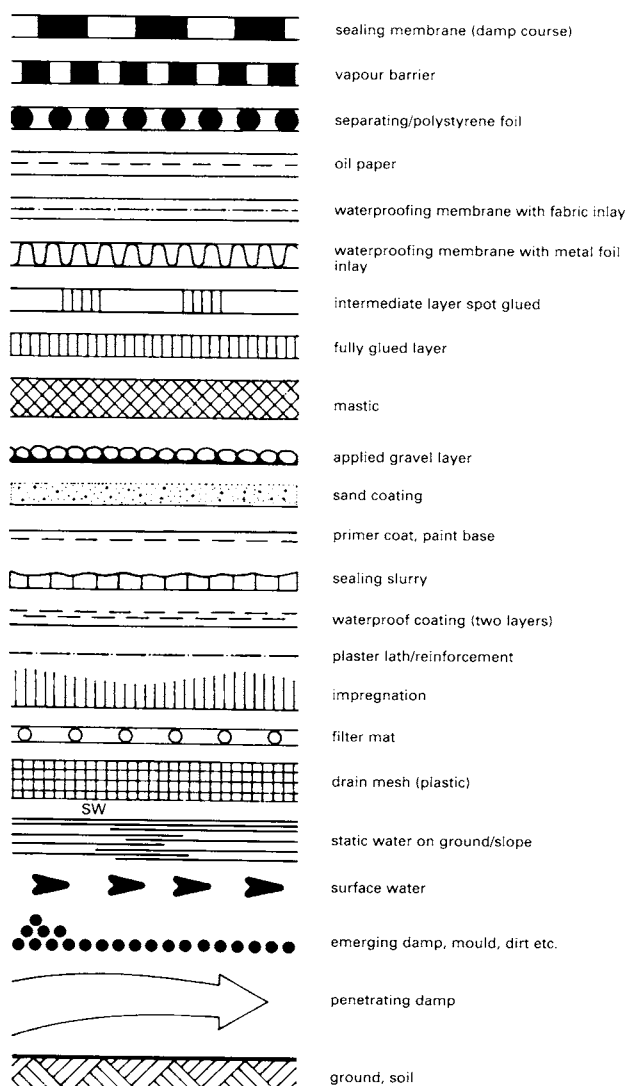 sealing membrane (damp course)
vapour barrier
separating/polystyrene foil
oil paper
waterproofing membrane with fabric inlay
waterproofing membrane with metal foil
inlay
intermediate layer spot glued
fully glued layer
mastic
applied gravel layer
sand coating
primer coat, paint base
sealing slurry
waterproof coating (two layers)
plaster lath/reinforcement
impregnation
filter mat
drain mesh (plastic)
SW
static water on ground/slope
surface water
emerging damp, mould, dirt etc.
penetrating damp
ground, soil